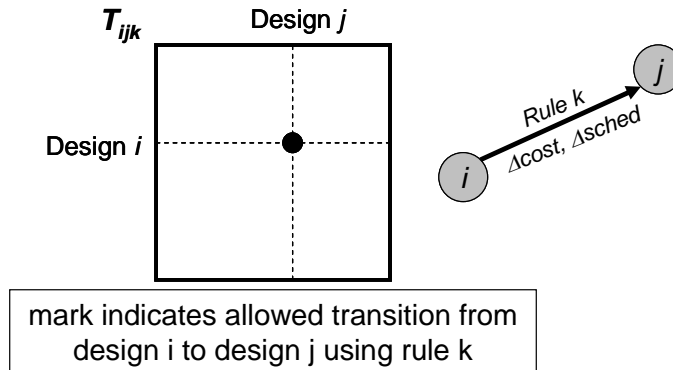 T_ijk Design j
Design i
j
Rule k
Δcost, Δsched
i
mark indicates allowed transition from
design i to design j using rule k